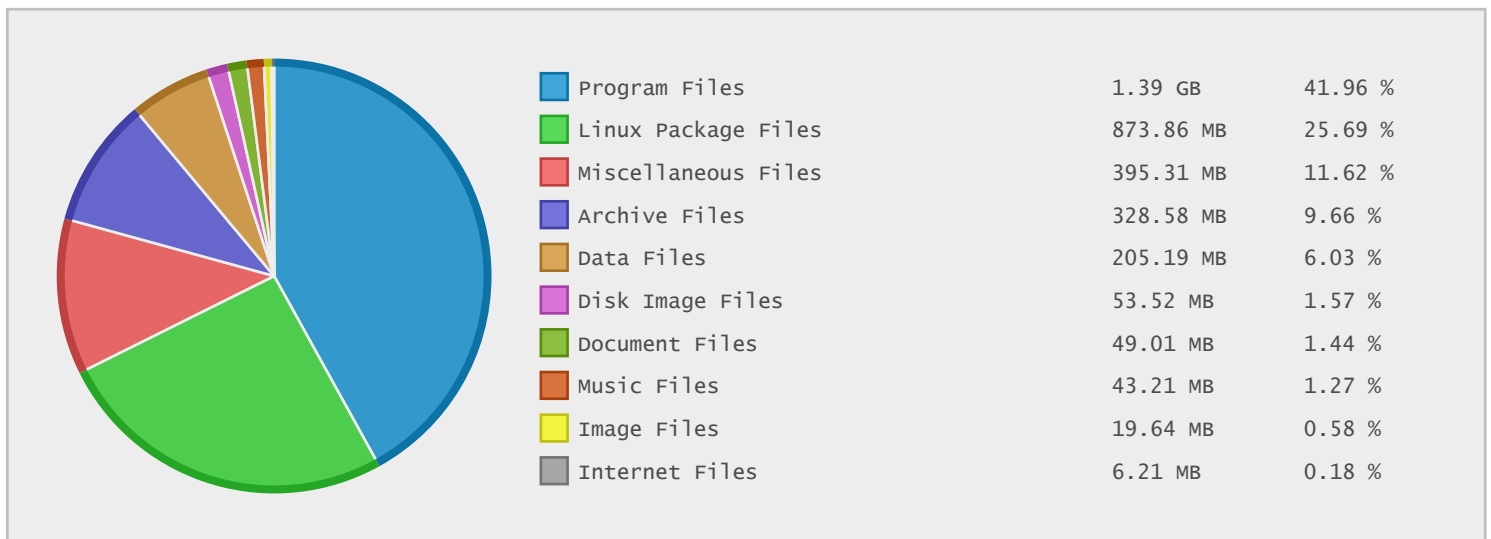 Program Files 1.39 GB 41.96 %
Linux Package Files 873.86 MB 25.69 %
Miscellaneous Files 395.31 MB 11.62 %
Archive Files 328.58 MB 9.66 %
Data Files 205.19 MB 6.03 %
Disk Image Files 53.52 MB 1.57 %
Document Files 49.01 MB 1.44 %
Music Files 43.21 MB 1.27 %
Image Files 19.64 MB 0.58 %
Internet Files 6.21 MB 0.18 %